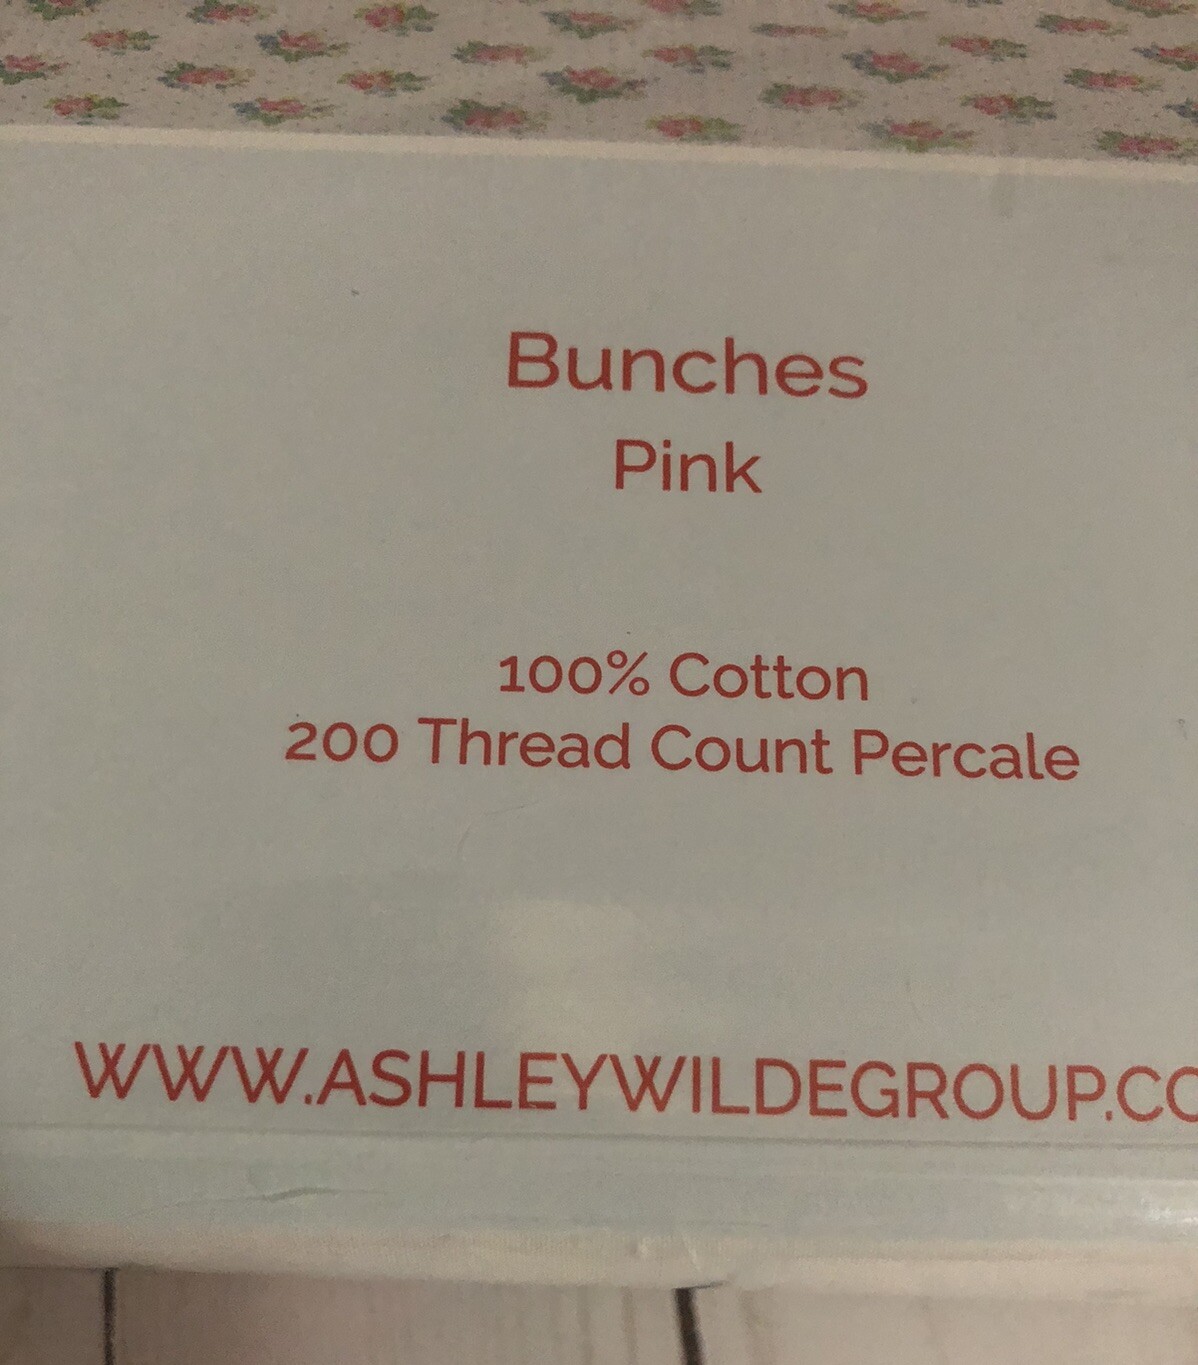 Bunches
Pink
100% Cotton
200 Thread Count Percale
WWW.ASHLEYWILDEGROUP.CO